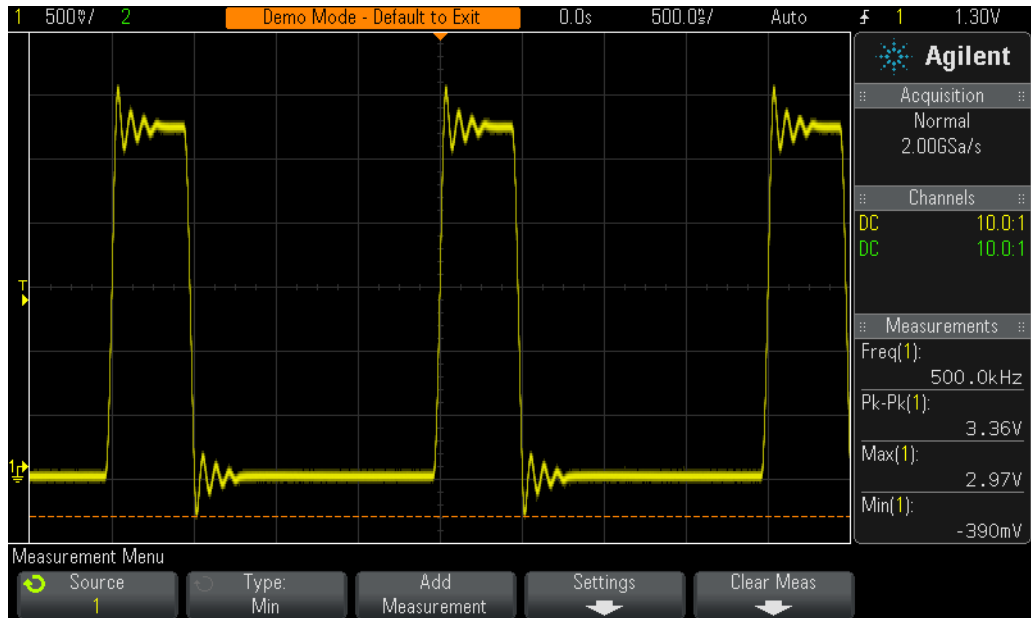 1 500mV/ 2 Demo Mode - Default to Exit 0.0s 500.0ns/ Auto 1 1.30V
Agilent
Acquisition
Normal
2.00GSa/s
Channels
DC 10.0:1
DC 10.0:1
T
Measurements
Freq(1):
500.0kHz
Pk-Pk(1):
3.36V
Max(1):
2.97V
1
Min(1):
-390mV
Measurement Menu
Source
1
Type:
Min
Add
Measurement
Settings
Clear Meas